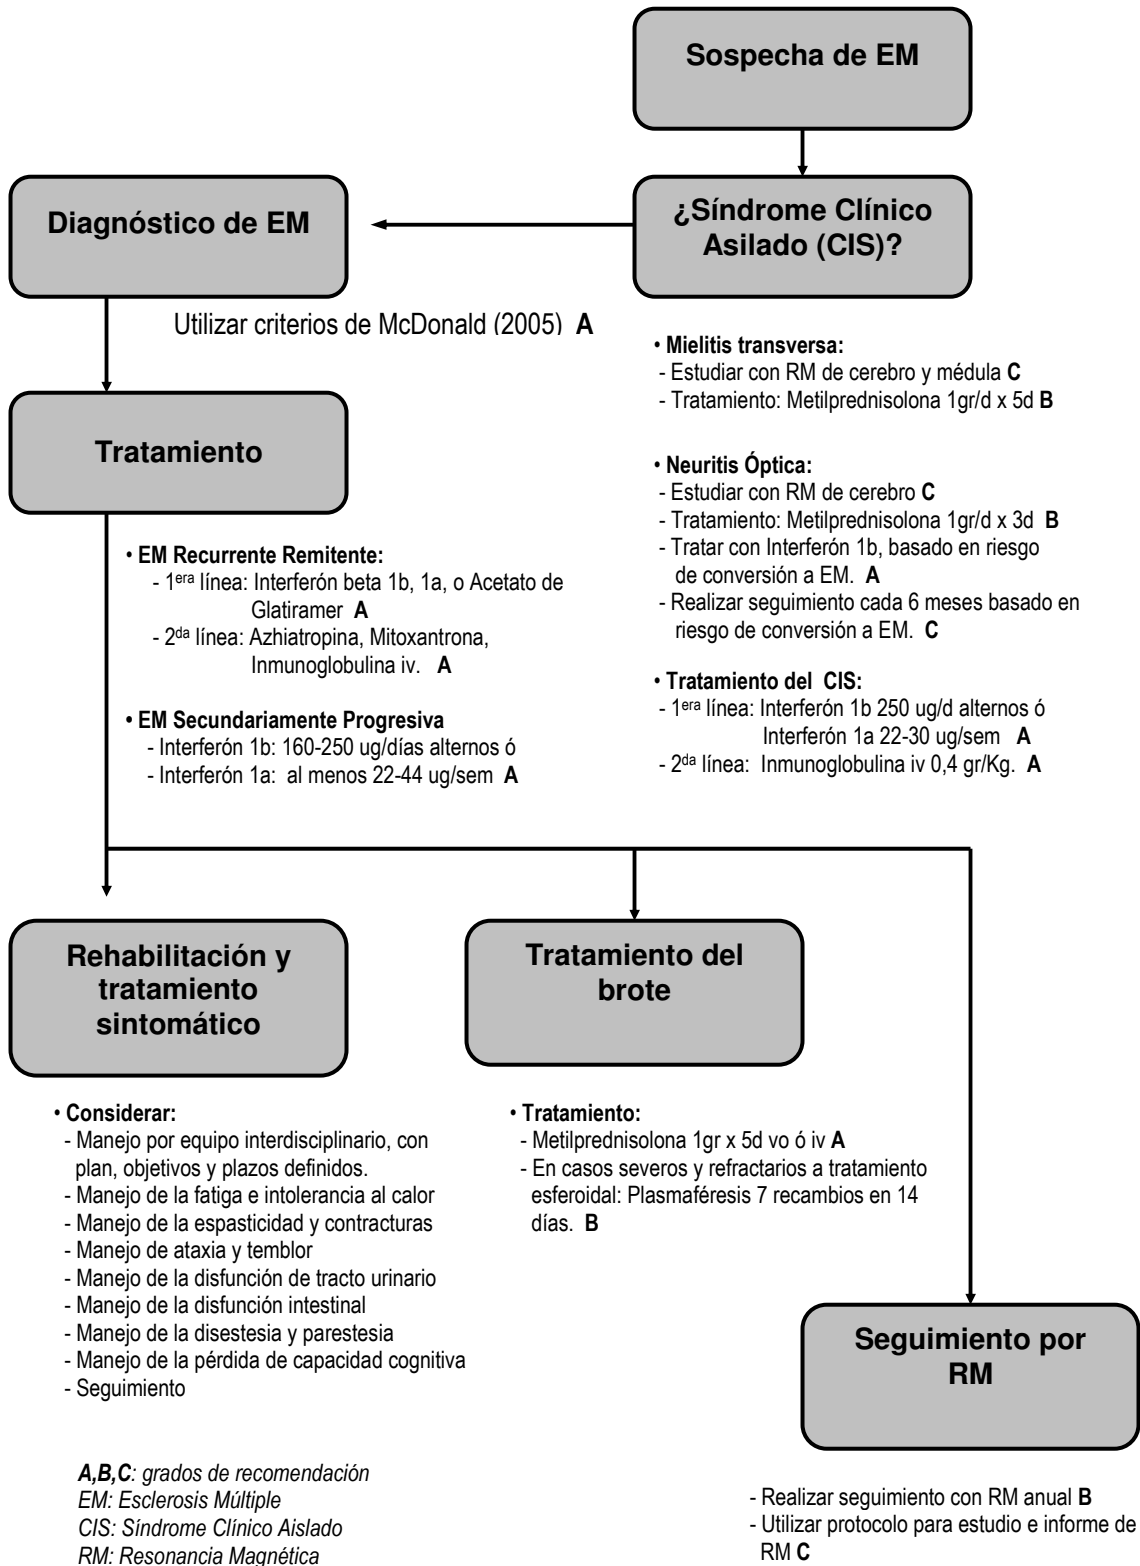 Sospecha de EM
¿Síndrome Clínico
Asilado (CIS)?
Diagnóstico de EM
Utilizar criterios de McDonald (2005) A
• Mielitis transversa:
- Estudiar con RM de cerebro y médula C
- Tratamiento: Metilprednisolona 1gr/d x 5d B
• Neuritis Óptica:
- Estudiar con RM de cerebro C
- Tratamiento: Metilprednisolona 1gr/d x 3d B
- Tratar con Interferón 1b, basado en riesgo
de conversión a EM. A
- Realizar seguimiento cada 6 meses basado en
riesgo de conversión a EM. C
• Tratamiento del CIS:
- 1era línea: Interferón 1b 250 ug/d alternos ó
Interferón 1a 22-30 ug/sem A
- 2da línea: Inmunoglobulina iv 0,4 gr/Kg. A
Tratamiento
• EM Recurrente Remitente:
- 1era línea: Interferón beta 1b, 1a, o Acetato de
Glatiramer A
- 2da línea: Azhiatropina, Mitoxantrona,
Inmunoglobulina iv. A
• EM Secundariamente Progresiva
- Interferón 1b: 160-250 ug/días alternos ó
- Interferón 1a: al menos 22-44 ug/sem A
Rehabilitación y
tratamiento
sintomático
• Considerar:
- Manejo por equipo interdisciplinario, con
plan, objetivos y plazos definidos.
- Manejo de la fatiga e intolerancia al calor
- Manejo de la espasticidad y contracturas
- Manejo de ataxia y temblor
- Manejo de la disfunción de tracto urinario
- Manejo de la disfunción intestinal
- Manejo de la disestesia y parestesia
- Manejo de la pérdida de capacidad cognitiva
- Seguimiento
Tratamiento del
brote
• Tratamiento:
- Metilprednisolona 1gr x 5d vo ó iv A
- En casos severos y refractarios a tratamiento
esferoidal: Plasmaféresis 7 recambios en 14
días. B
Seguimiento por
RM
- Realizar seguimiento con RM anual B
- Utilizar protocolo para estudio e informe de
RM C
A,B,C: grados de recomendación
EM: Esclerosis Múltiple
CIS: Síndrome Clínico Aislado
RM: Resonancia Magnética